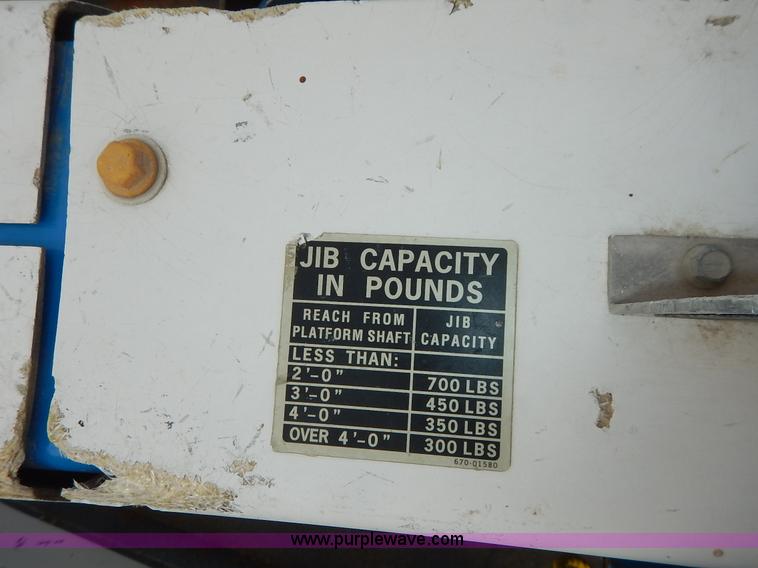 JIB CAPACITY
IN POUNDS
REACH FROM PLATFORM SHAFT JIB CAPACITY
LESS THAN:
2'-0" 700 LBS
3'-0" 450 LBS
4'-0" 350 LBS
OVER 4'-0" 300 LBS
670-01580
www.purplewave.com